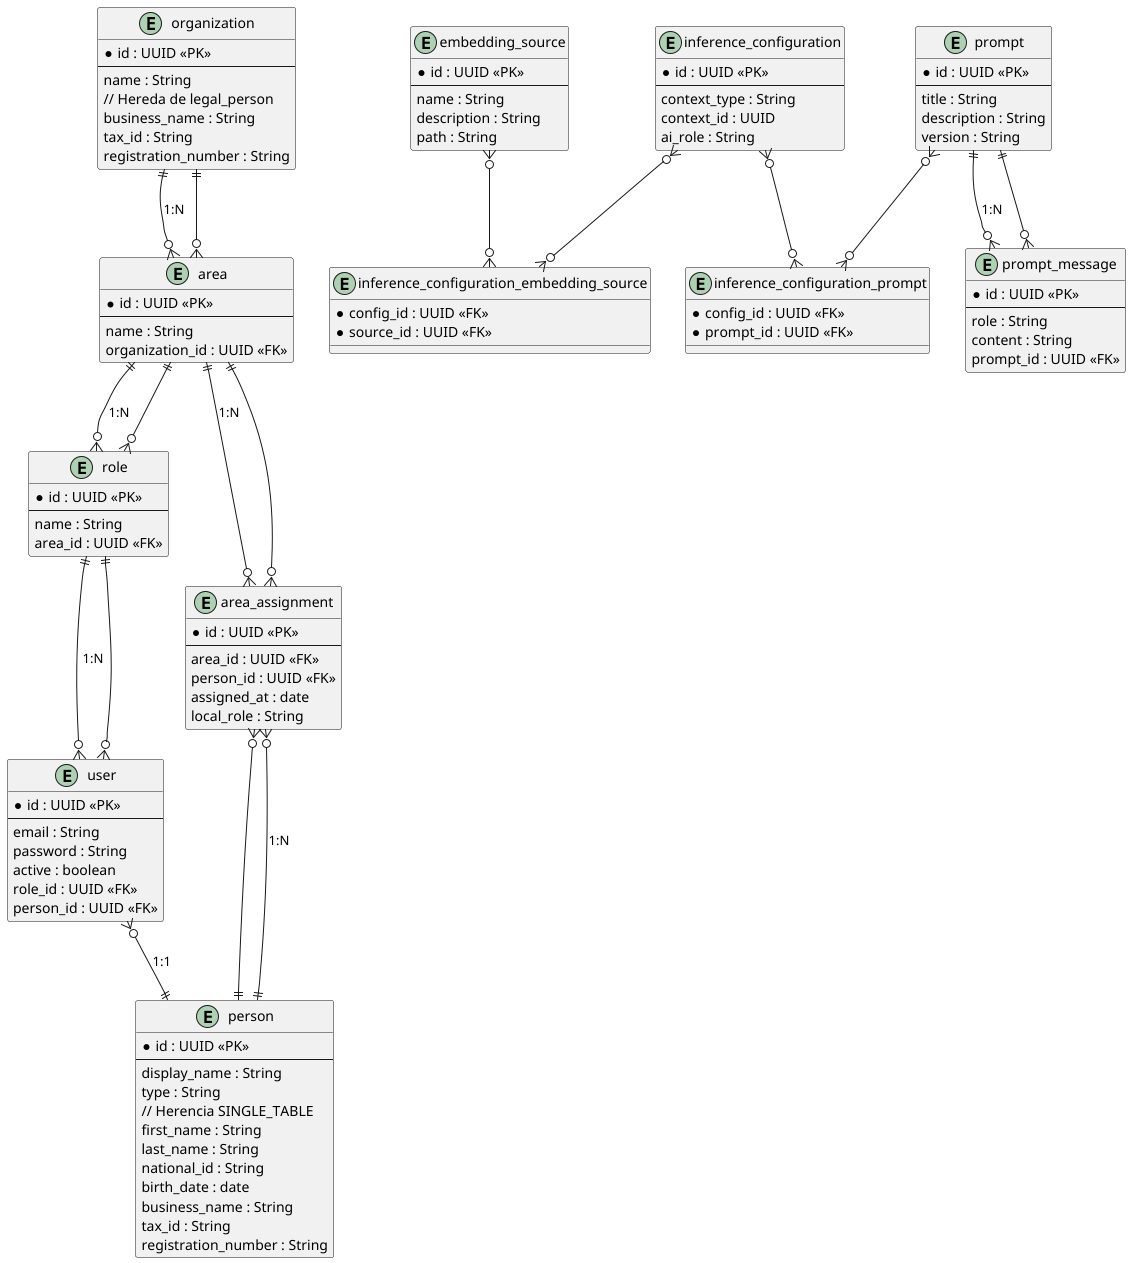 E organization
* id : UUID «PK»
name : String
// Hereda de legal_person
business_name : String
tax_id : String
registration_number : String
E embedding_source
* id : UUID «PK»
name : String
description : String
path : String
E inference_configuration
* id : UUID «PK»
context_type : String
context_id : UUID
ai_role : String
E prompt
* id : UUID «PK»
title : String
description : String
version : String
1:N
1:N
E area
* id : UUID «PK»
name : String
organization_id : UUID «FK»
E inference_configuration_embedding_source
* config_id : UUID «FK»
* source_id : UUID «FK»
E inference_configuration_prompt
* config_id : UUID «FK»
* prompt_id : UUID «FK»
E prompt_message
* id : UUID «PK»
role : String
content : String
prompt_id : UUID «FK»
1:N
1:N
E role
* id : UUID «PK»
name : String
area_id : UUID «FK»
E area_assignment
* id : UUID «PK»
area_id : UUID «FK»
person_id : UUID «FK»
assigned_at : date
local_role : String
1:N
E user
* id : UUID «PK»
email : String
password : String
active : boolean
role_id : UUID «FK»
person_id : UUID «FK»
1:N
1:1
E person
* id : UUID «PK»
display_name : String
type : String
// Herencia SINGLE_TABLE
first_name : String
last_name : String
national_id : String
birth_date : date
business_name : String
tax_id : String
registration_number : String